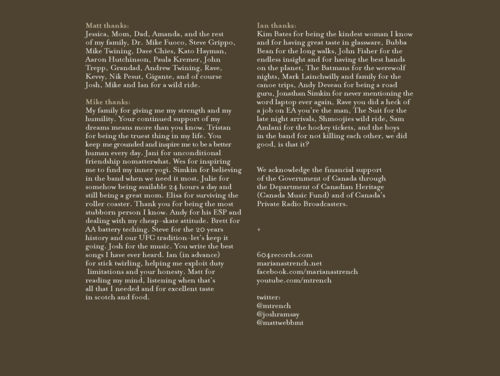 Matt thanks:
Jessica, Mom, Dad, Amanda, and the rest
of my family, Dr. Mike Fuoco, Steve Grippo,
Mike Twining, Dave Chies, Kato Hayman,
Aaron Hutchinson, Paula Kremer, John
Trepp, Grandad, Andrew Twining, Rave,
Kevvy, Nik Pesut, Gigante, and of course
Josh, Mike and Ian for a wild ride.
Mike thanks:
My family for giving me my strength and my
humility. Your continued support of my
dreams means more than you know. Tristan
for being the truest thing in my life. You
keep me grounded and inspire me to be a better
human every day. Jani for unconditional
friendship nomatterwhat. Wes for inspiring
me to find my inner yogi. Simkin for believing
in the band when we need it most. Julie for
somehow being available 24 hours a day and
still being a great mom. Elisa for surviving the
roller coaster. Thank you for being the most
stubborn person I know. Andy for his ESP and
dealing with my cheap-skate attitude. Brett for
AA battery teching. Steve for the 20 years
history and our UFC tradition-let's keep it
going. Josh for the music. You write the best
songs I have ever heard. Ian (in advance)
for stick twirling, helping me exploit duty
limitations and your honesty. Matt for
reading my mind, listening when that's
all that I needed and for excellent taste
in scotch and food.
Ian thanks:
Kim Bates for being the kindest woman I know
and for having great taste in glassware, Bubba
Bean for the long walks, John Fisher for the
endless insight and for having the best hands
on the planet, The Batmans for the werewolf
nights, Mark Lainchwilly and family for the
canoe trips, Andy Deveau for being a road
guru, Jonathan Simkin for never mentioning the
word laptop ever again, Rave you did a heck of
a job on EA you're the man, The Suit for the
late night arrivals, Shmoojies wild ride, Sam
Amlani for the hockey tickets, and the boys
in the band for not killing each other, we did
good, is that it?
We acknowledge the financial support
of the Government of Canada through
the Department of Canadian Heritage
(Canada Music Fund) and of Canada's
Private Radio Broadcasters.
604records.com
marianastrench.net
facebook.com/marianastrench
youtube.com/mtrench
twitter:
@mtrench
@joshramsay
@mattwebbmt